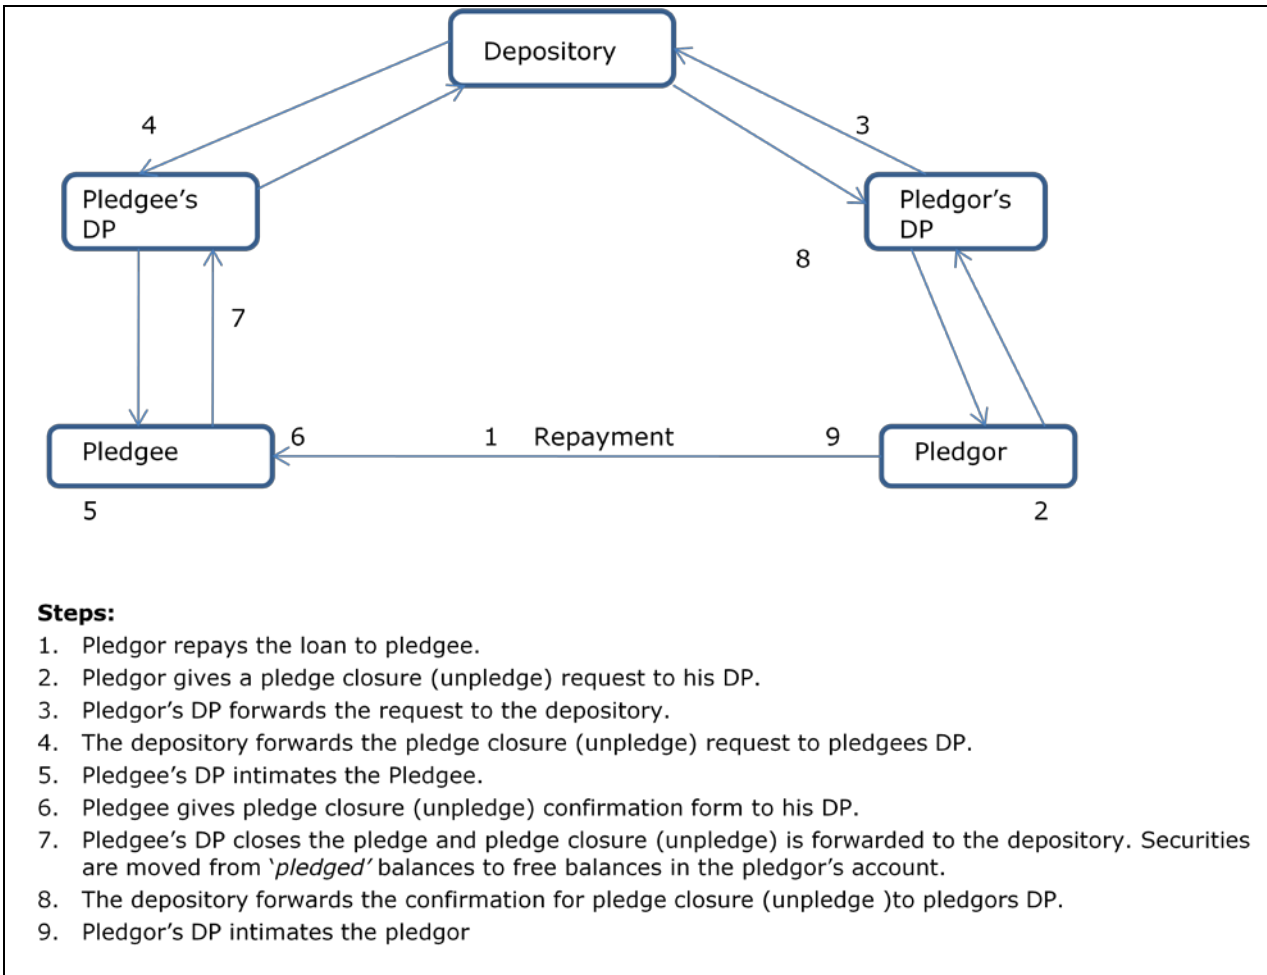 Depository
4
3
Pledgee’s
DP
Pledgor’s
DP
8
7
Pledgee
6
1 Repayment
9
Pledgor
5
2
Steps:
1. Pledgor repays the loan to pledgee.
2. Pledgor gives a pledge closure (unpledge) request to his DP.
3. Pledgor’s DP forwards the request to the depository.
4. The depository forwards the pledge closure (unpledge) request to pledgees DP.
5. Pledgee’s DP intimates the Pledgee.
6. Pledgee gives pledge closure (unpledge) confirmation form to his DP.
7. Pledgee’s DP closes the pledge and pledge closure (unpledge) is forwarded to the depository. Securities
are moved from ‘pledged’ balances to free balances in the pledgor’s account.
8. The depository forwards the confirmation for pledge closure (unpledge )to pledgors DP.
9. Pledgor’s DP intimates the pledgor